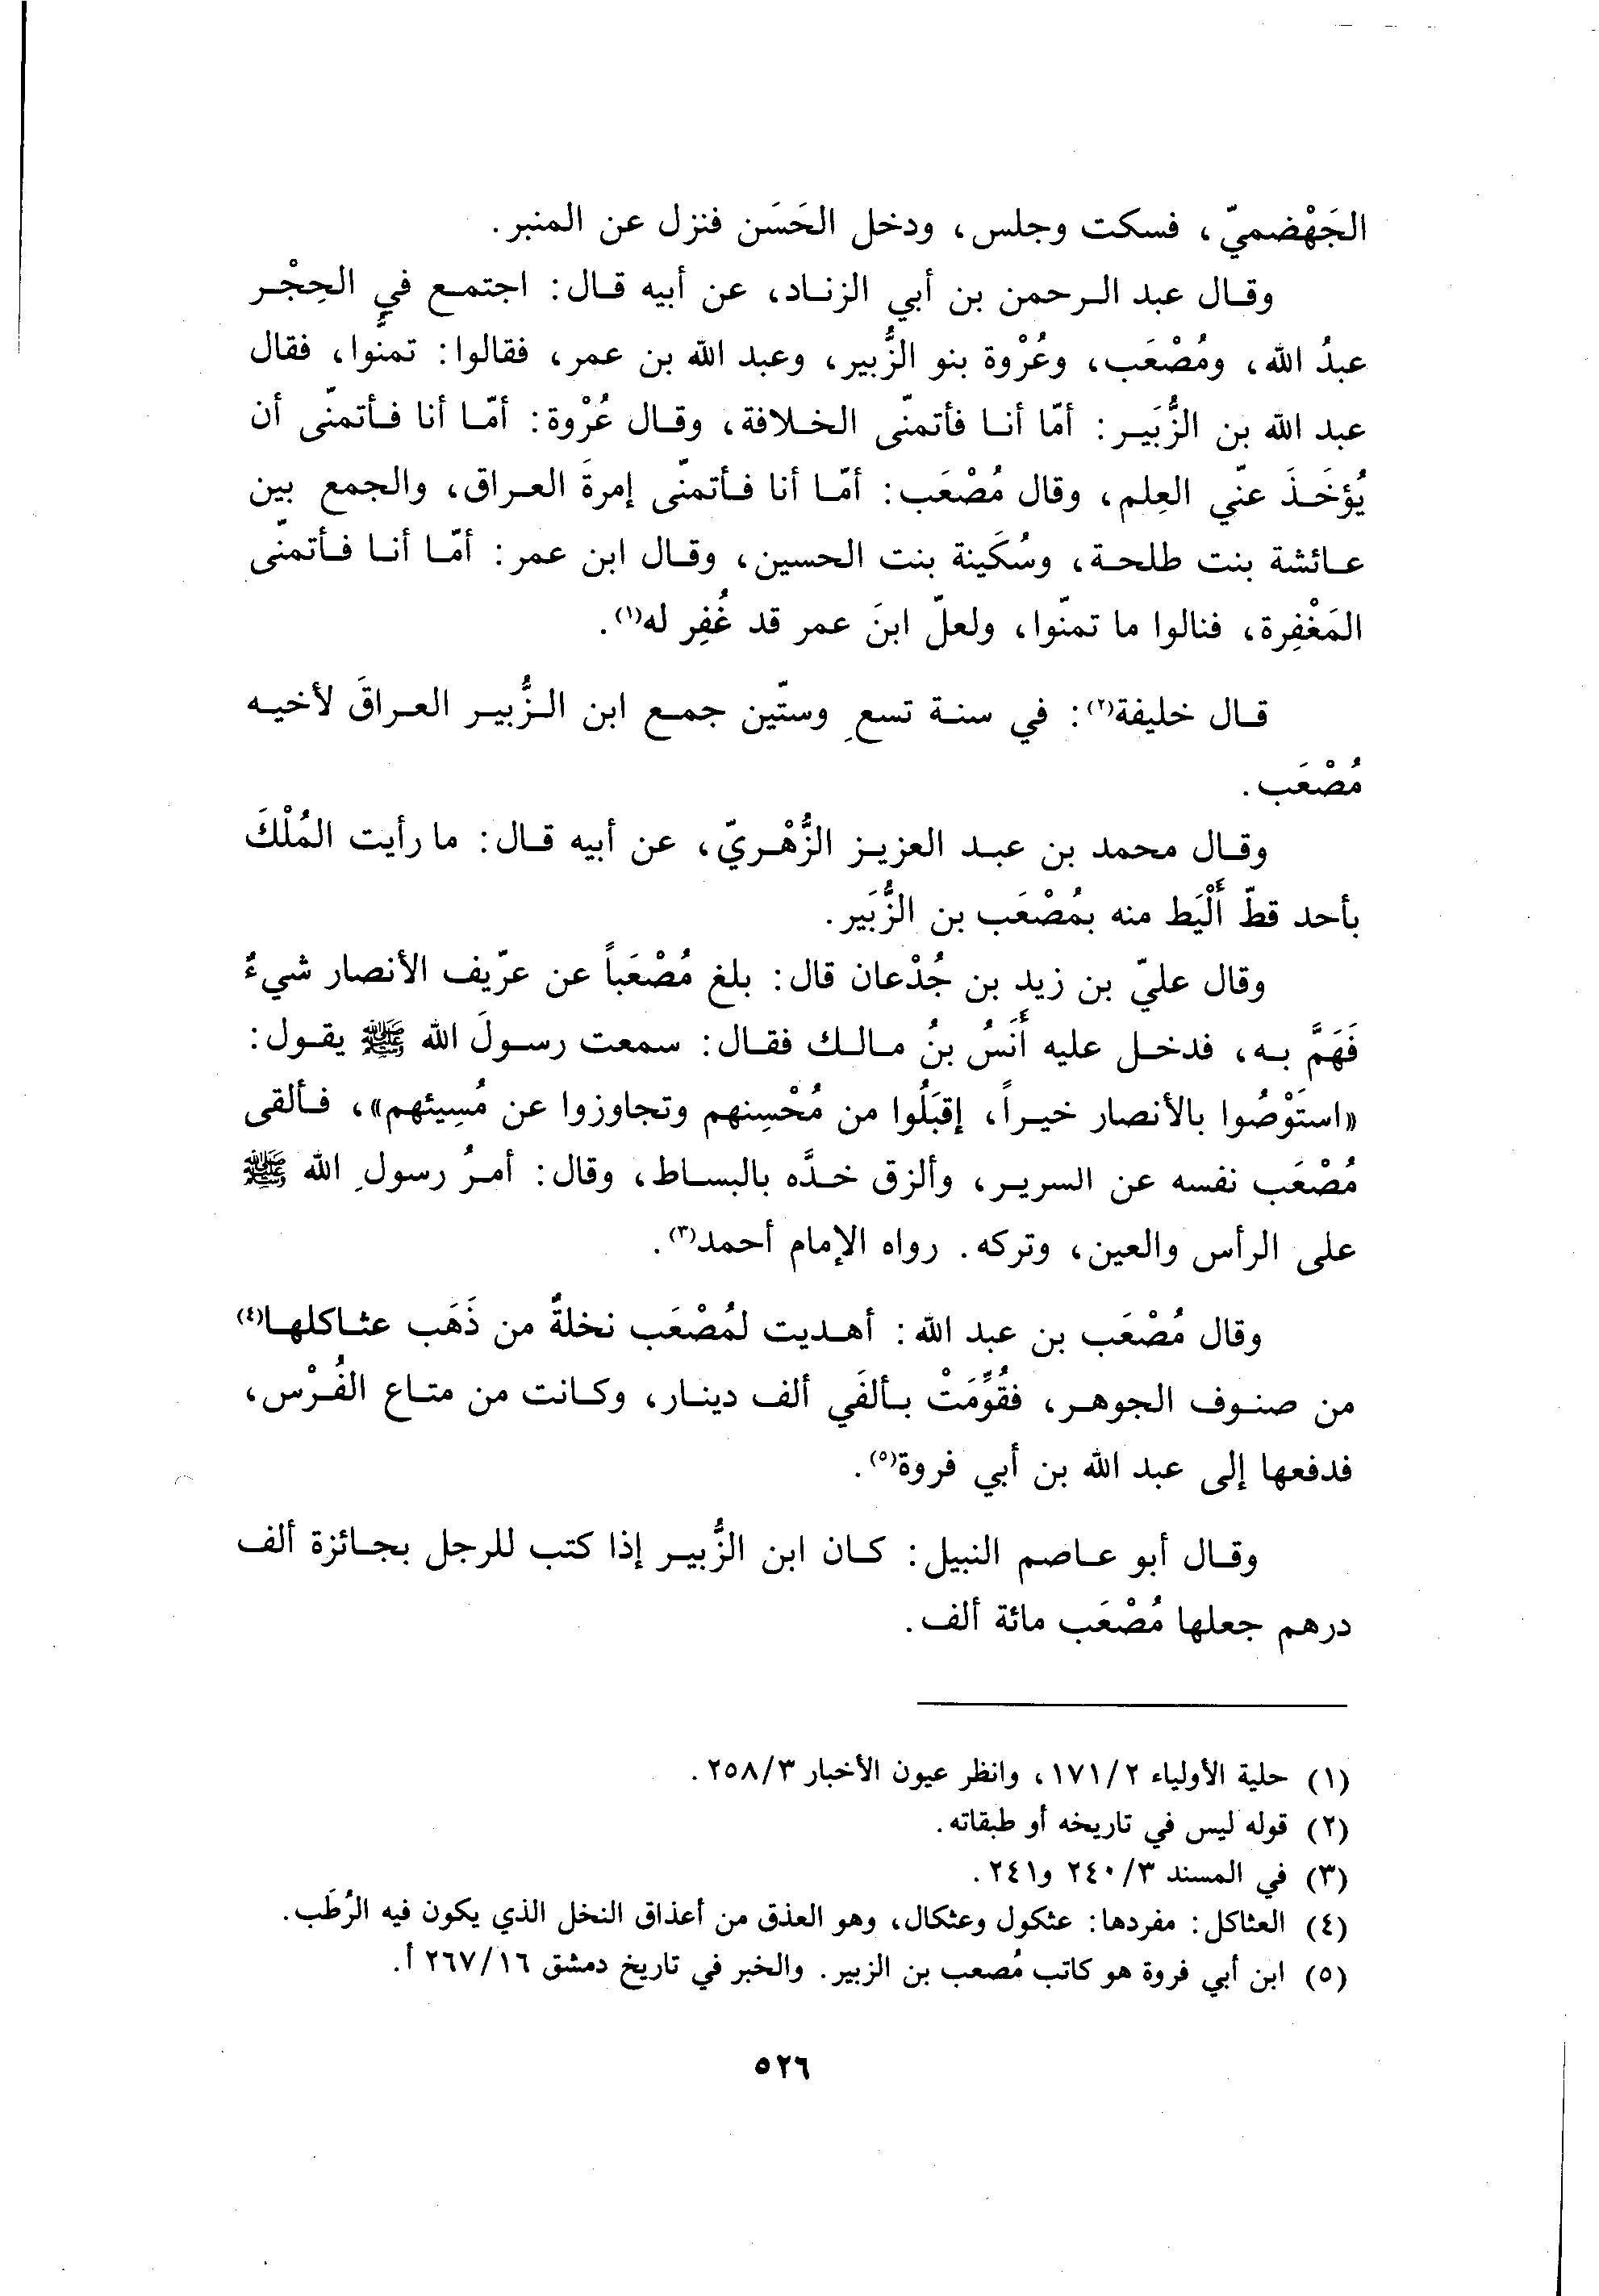 الجَهْضميّ، فسكت وجلس، ودخل الحَسَن فنزل عن المنبر.
وقال عبد الرحمن بن أبي الزناد، عن أبيه قال: اجتمع في الحِجْر
عبدُ الله، ومُصْعَب، وعُرْوة بنو الزُّبير، وعبد الله بن عمر، فقالوا: تمنُّوا، فقال
عبد الله بن الزُّبَير: أمّا أنا فأتمنّى الخلافة، وقال عُرْوة: أمّا أنا فأتمنّى أن
يُؤخَذَ عنّي العِلم، وقال مُصْعَب: أمّا أنا فأتمنّى إمرةَ العراق، والجمع بين
عائشة بنت طلحة، وسُكَينة بنت الحسين، وقال ابن عمر: أمّا أنا فأتمنّى
المَغْفِرة، فنالوا ما تمنّوا، ولعلّ ابنَ عمر قد غُفِر له(١).
قال خليفة(٢): في سنة تسعٍ وستّين جمع ابن الزُّبير العراقَ لأخيه
مُصْعَب.
وقال محمد بن عبد العزيز الزُّهْريّ، عن أبيه قال: ما رأيت المُلْكَ
بأحد قطّ أَلْيَط منه بمُصْعَب بن الزُّبَير.
وقال عليّ بن زيد بن جُدْعان قال: بلغ مُصْعَباً عن عرّيف الأنصار شيءٌ
فَهَمَّ به، فدخل عليه أَنَسُ بنُ مالك فقال: سمعت رسولَ الله ﷺ يقول:
«استَوْصُوا بالأنصار خيراً، إقبَلُوا من مُحْسِنهم وتجاوزوا عن مُسِيئهم»، فألقى
مُصْعَب نفسه عن السرير، وألزق خدَّه بالبساط، وقال: أمرُ رسولِ الله ﷺ
على الرأس والعين، وتركه. رواه الإمام أحمد(٣).
وقال مُصْعَب بن عبد الله: أهديت لمُصْعَب نخلةٌ من ذَهَب عثاكلها(٤)
من صنوف الجوهر، فقُوِّمَتْ بألفَي ألف دينار، وكانت من متاع الفُرْس،
فدفعها إلى عبد الله بن أبي فروة(٥).
وقال أبو عاصم النبيل: كان ابن الزُّبير إذا كتب للرجل بجائزة ألف
درهم جعلها مُصْعَب مائة ألف.
(١) حلية الأولياء ٢/١٧١، وانظر عيون الأخبار ٣/٢٥٨.
(٢) قوله ليس في تاريخه أو طبقاته.
(٣) في المسند ٣/٢٤٠ و٢٤١.
(٤) العثاكل: مفردها: عثكول وعثكال، وهو العذق من أعذاق النخل الذي يكون فيه الرُطَب.
(٥) ابن أبي فروة هو كاتب مُصعب بن الزبير. والخبر في تاريخ دمشق ١٦/٢٦٧ أ.
٥٢٦